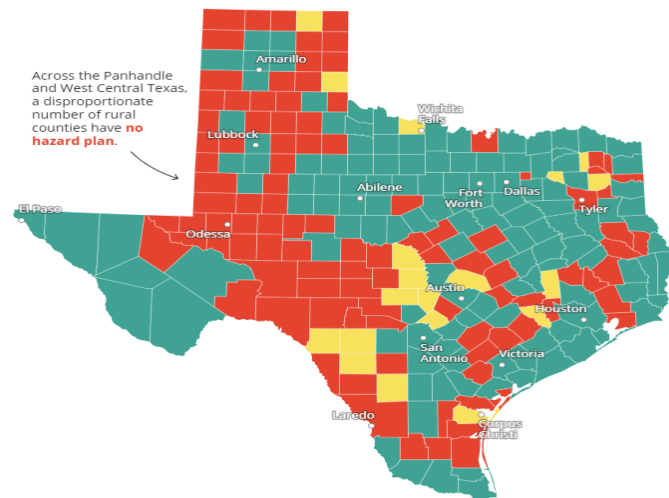 Amarillo
Across the Panhandle
and West Central Texas,
a disproportionate
number of rural
counties have no
hazard plan.
Wichita
Falls
Lubbock
Abilene
Fort
Worth
Dallas
Tyler
El Paso
Odessa
Austin
Houston
San
Antonio
Victoria
Laredo
Corpus
Christi